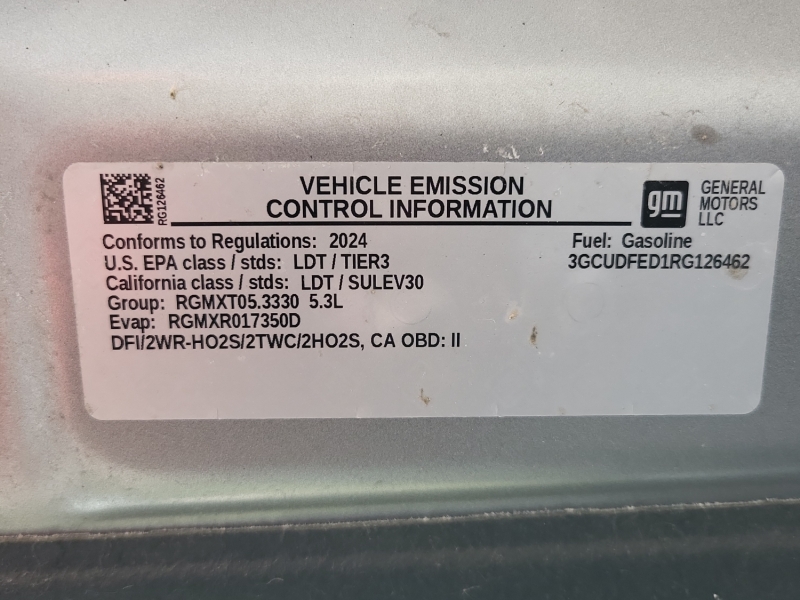 RG126462
VEHICLE EMISSION
CONTROL INFORMATION
gm
GENERAL
MOTORS
LLC
Conforms to Regulations: 2024
Fuel: Gasoline
U.S. EPA class / stds: LDT / TIER3
3GCUDFED1RG126462
California class / stds: LDT / SULEV30
Group: RGMXT05.3330 5.3L
Evap: RGMXR017350D
DFI/2WR-HO2S/2TWC/2HO2S, CA OBD: II